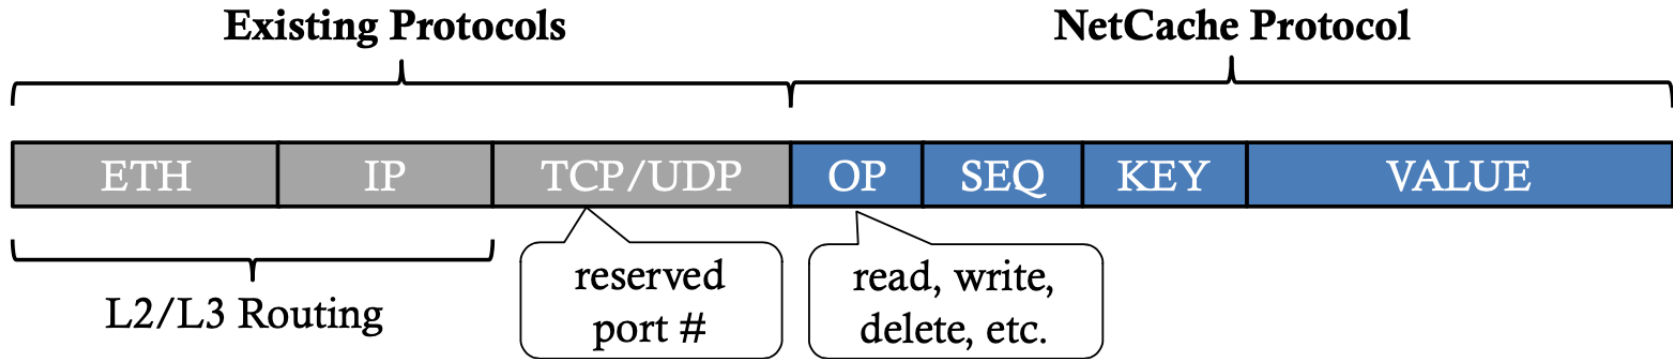 Existing Protocols
NetCache Protocol
ETH
IP
TCP/UDP
OP
SEQ
KEY
VALUE
L2/L3 Routing
reserved
port #
read, write,
delete, etc.